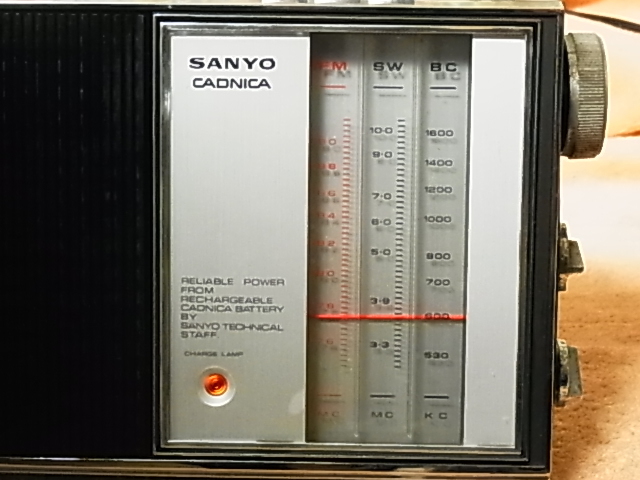 SANYO
CADNICA
RELIABLE POWER
FROM
RECHARGEABLE
CADNICA BATTERY
BY
SANYO TECHNICAL
STAFF
CHARGE LAMP
FM SW BC
10·0 1600
9·0 1400
7·0 1200
6·0 1000
5·0 800
700
3·9 600
3·3 530
MC MC KC